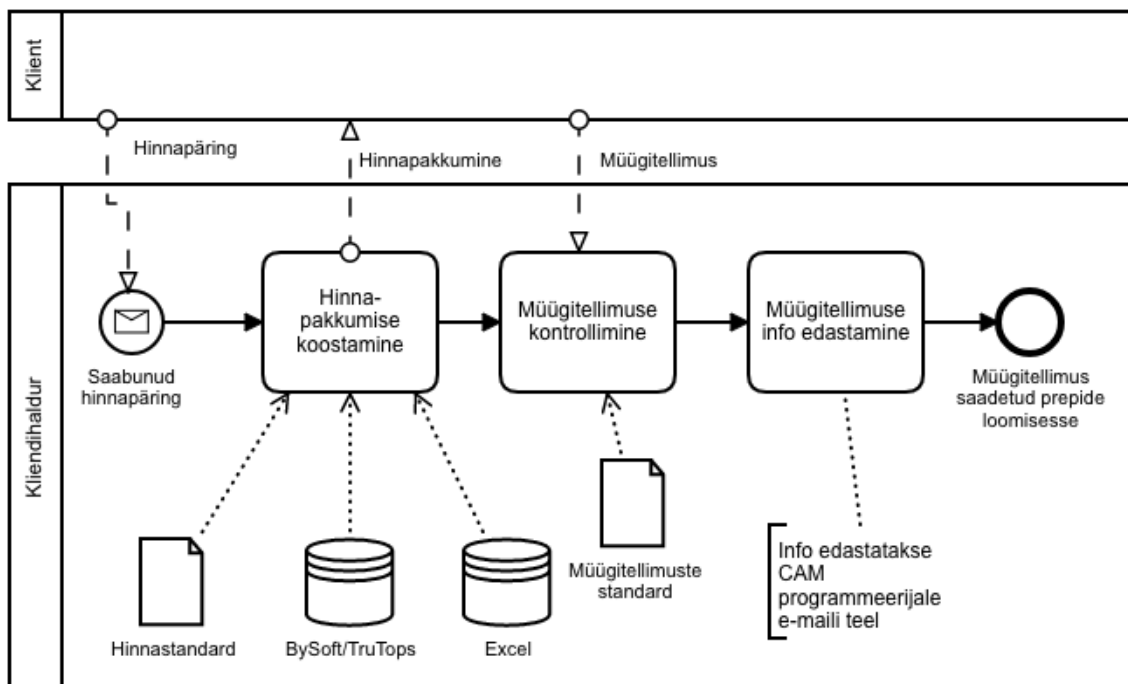 Klient
Hinnapäring
Hinnapakkumine
Müügitellimus
Kliendihaldur
Saabunud
hinnapäring
Hinna-
pakkumise
koostamine
Müügitellimuse
kontrollimine
Müügitellimuse
info edastamine
Müügitellimus
saadetud prepide
loomisesse
Hinnastandard
BySoft/TruTops
Excel
Müügitellimuste
standard
Info edastatakse
CAM
programmeerijale
e-maili teel